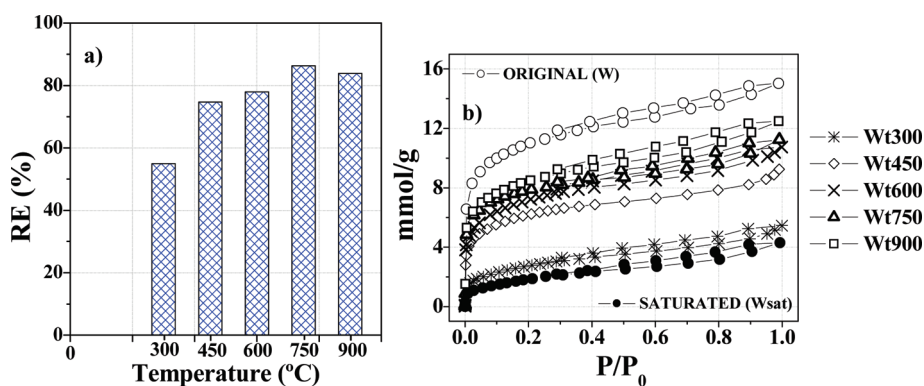 a)
RE (%)
100
80
60
40
20
0
0 300 450 600 750 900
Temperature (ºC)
b)
mmol/g
16
12
8
4
0
ORIGINAL (W)
SATURATED (Wsat)
0.0 0.2 0.4 0.6 0.8 1.0
P/P0
Wt300
Wt450
Wt600
Wt750
Wt900